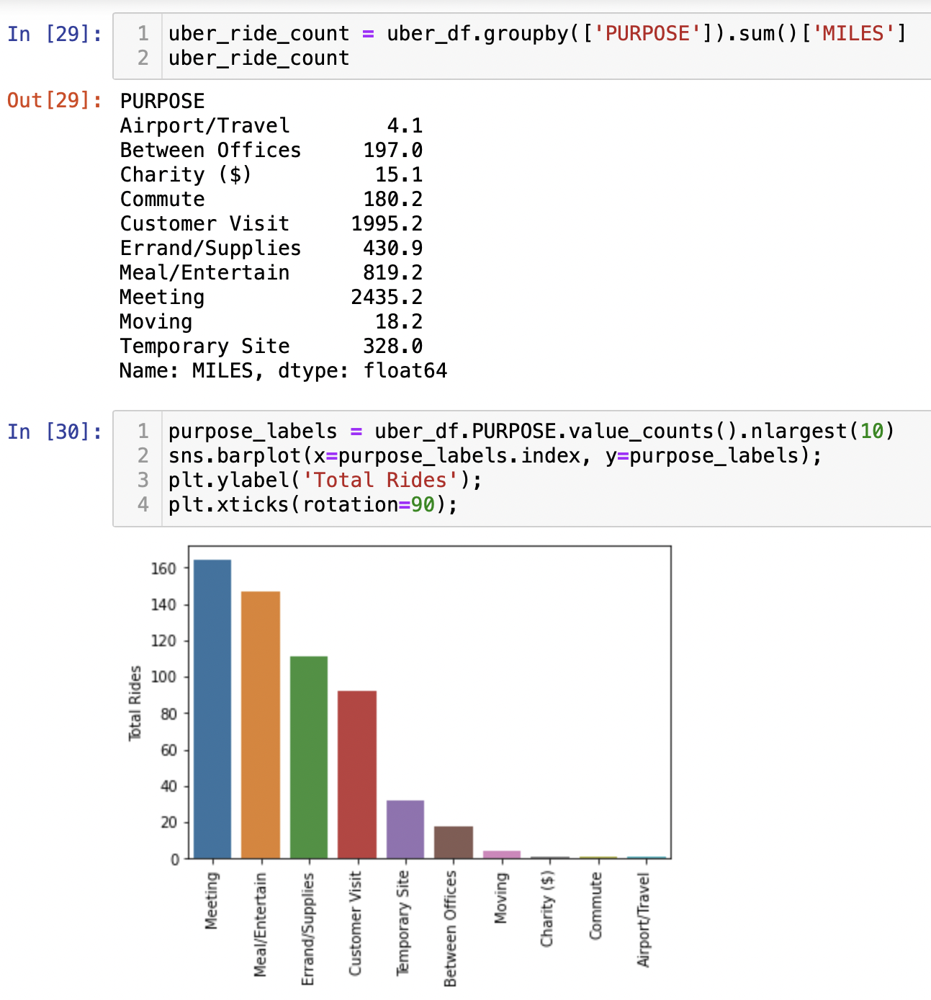 In [29]:
1 uber_ride_count = uber_df.groupby(['PURPOSE']).sum()['MILES']
2 uber_ride_count
Out[29]:
PURPOSE
Airport/Travel 4.1
Between Offices 197.0
Charity ($) 15.1
Commute 180.2
Customer Visit 1995.2
Errand/Supplies 430.9
Meal/Entertain 819.2
Meeting 2435.2
Moving 18.2
Temporary Site 328.0
Name: MILES, dtype: float64
In [30]:
1 purpose_labels = uber_df.PURPOSE.value_counts().nlargest(10)
2 sns.barplot(x=purpose_labels.index, y=purpose_labels);
3 plt.ylabel('Total Rides');
4 plt.xticks(rotation=90);
160
140
120
100
80
60
40
20
0
Total Rides
Meeting
Meal/Entertain
Errand/Supplies
Customer Visit
Temporary Site
Between Offices
Moving
Charity ($)
Commute
Airport/Travel